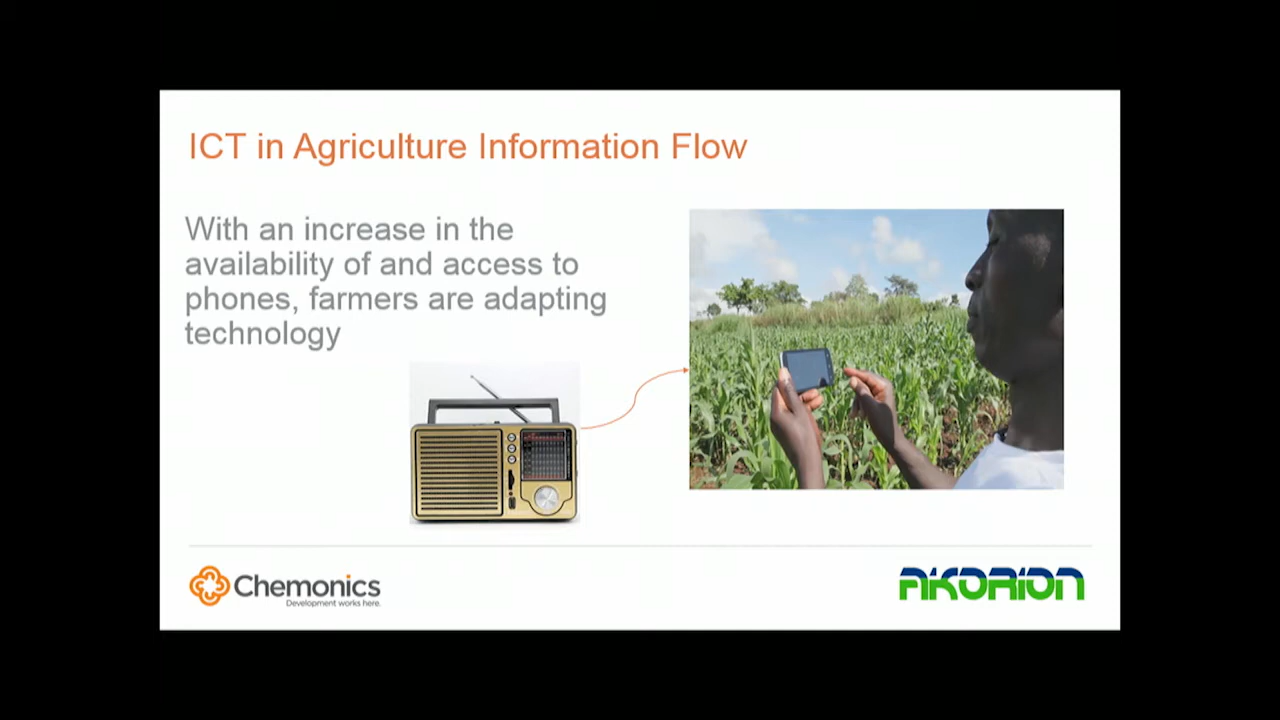 ICT in Agriculture Information Flow
With an increase in the
availability of and access to
phones, farmers are adapting
technology
Chemonics
Development works here.
AKORION